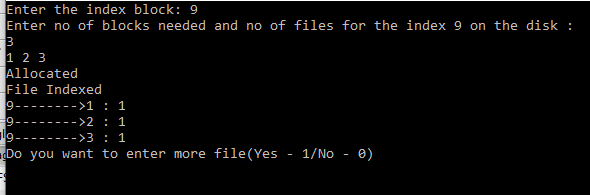 Enter the index block: 9
Enter no of blocks needed and no of files for the index 9 on the disk :
3
1 2 3
Allocated
File Indexed
9-------->1 : 1
9-------->2 : 1
9-------->3 : 1
Do you want to enter more file(Yes - 1/No - 0)